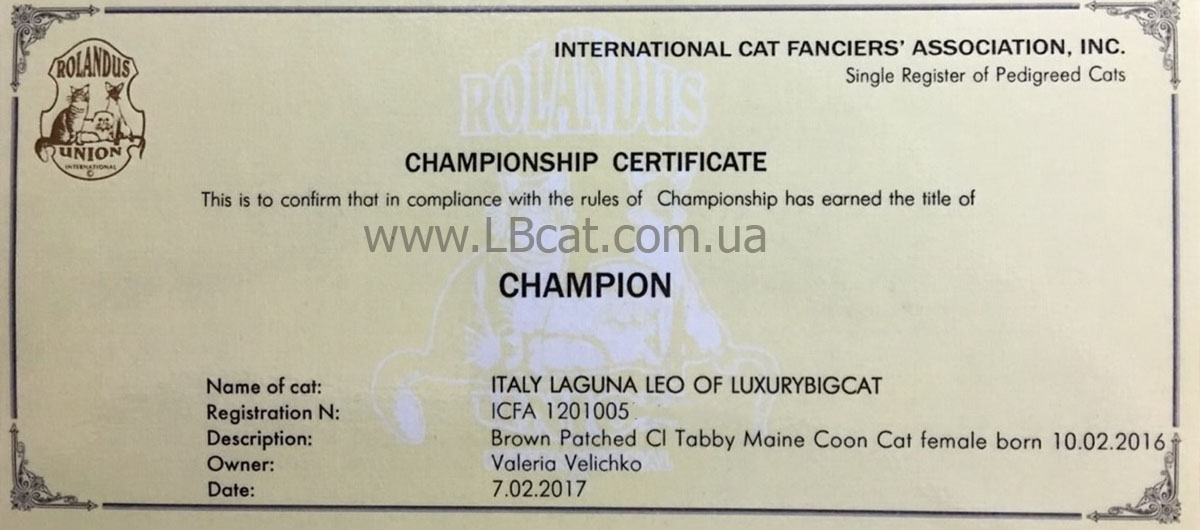 ROLANDUS
UNION
INTERNATIONAL
©
INTERNATIONAL CAT FANCIERS' ASSOCIATION, INC.
Single Register of Pedigreed Cats
ROLANDUS
CHAMPIONSHIP CERTIFICATE
This is to confirm that in compliance with the rules of Championship has earned the title of
www.LBcat.com.ua
CHAMPION
Name of cat: ITALY LAGUNA LEO OF LUXURYBIGCAT
Registration N: ICFA 1201005
Description: Brown Patched Cl Tabby Maine Coon Cat female born 10.02.2016
Owner: Valeria Velichko
Date: 7.02.2017